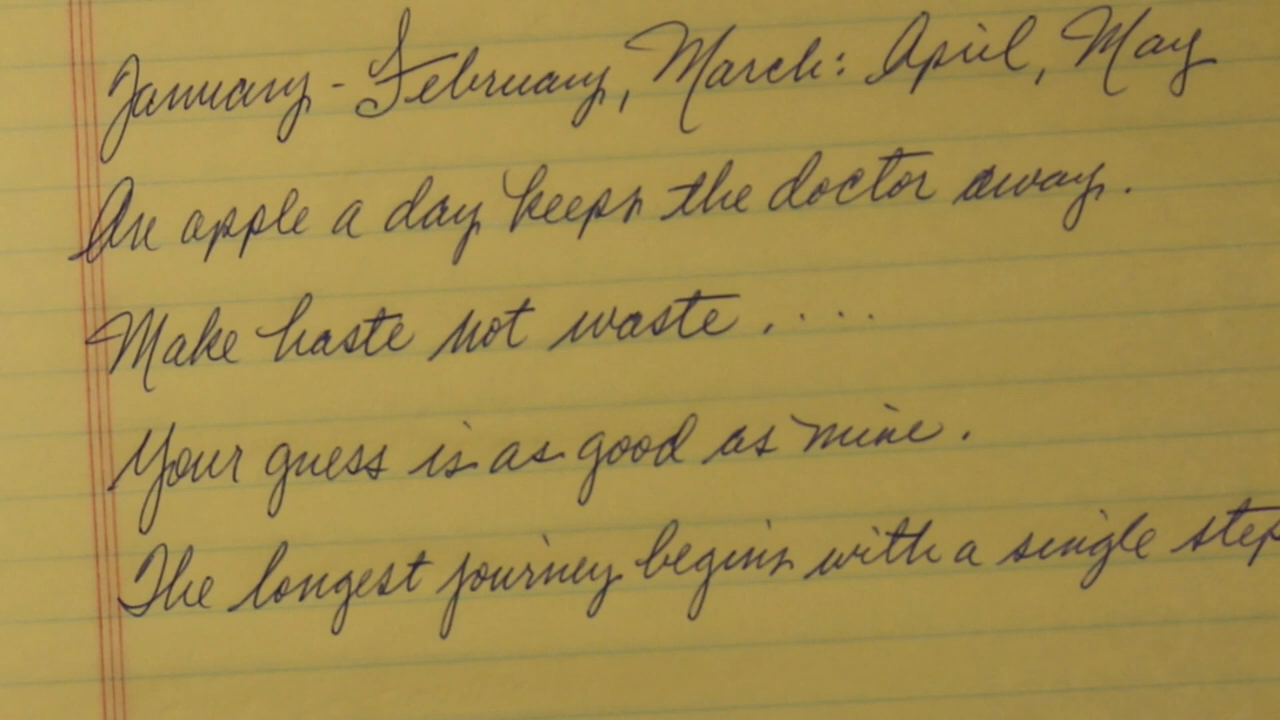 January - February, March: April, May
An apple a day keeps the doctor away.
Make haste not waste.....
Your guess is as good as mine.
The longest journey begins with a single step